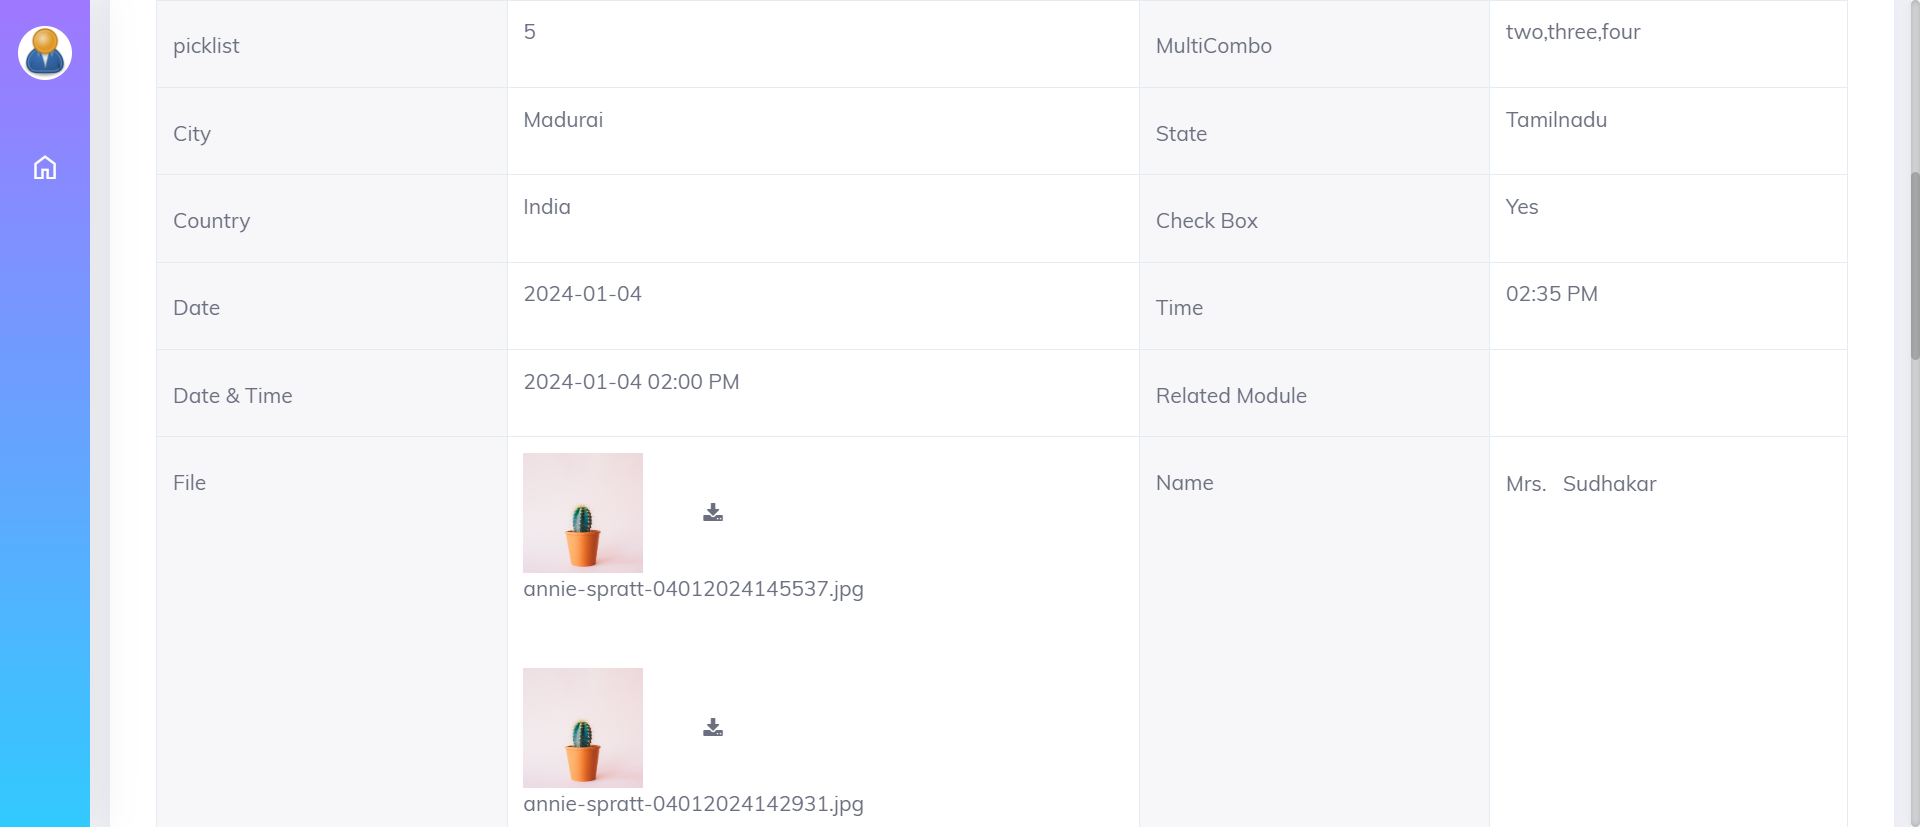 picklist 5 MultiCombo two,three,four
City Madurai State Tamilnadu
Country India Check Box Yes
Date 2024-01-04 Time 02:35 PM
Date & Time 2024-01-04 02:00 PM Related Module
File Name Mrs. Sudhakar
annie-spratt-04012024145537.jpg
annie-spratt-04012024142931.jpg